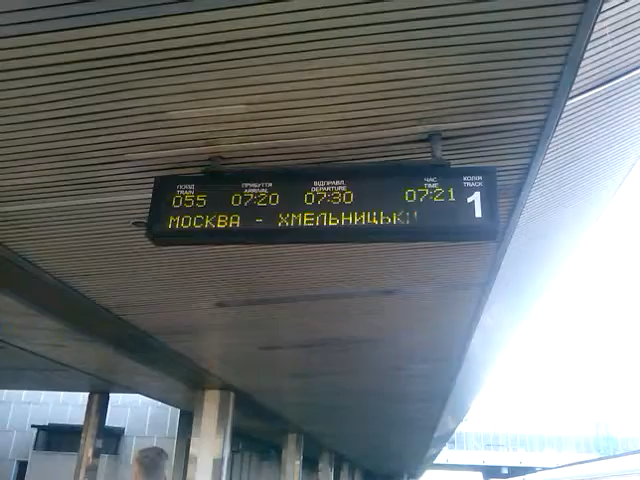 ПОЇЗД ПРИБУТТЯ ВІДПРАВЛ. ЧАС КОЛІЯ
TRAIN ARRIVAL DEPARTURE TIME TRACK
055 07:20 07:30 07:21 1
МОСКВА - ХМЕЛЬНИЦЬКИ